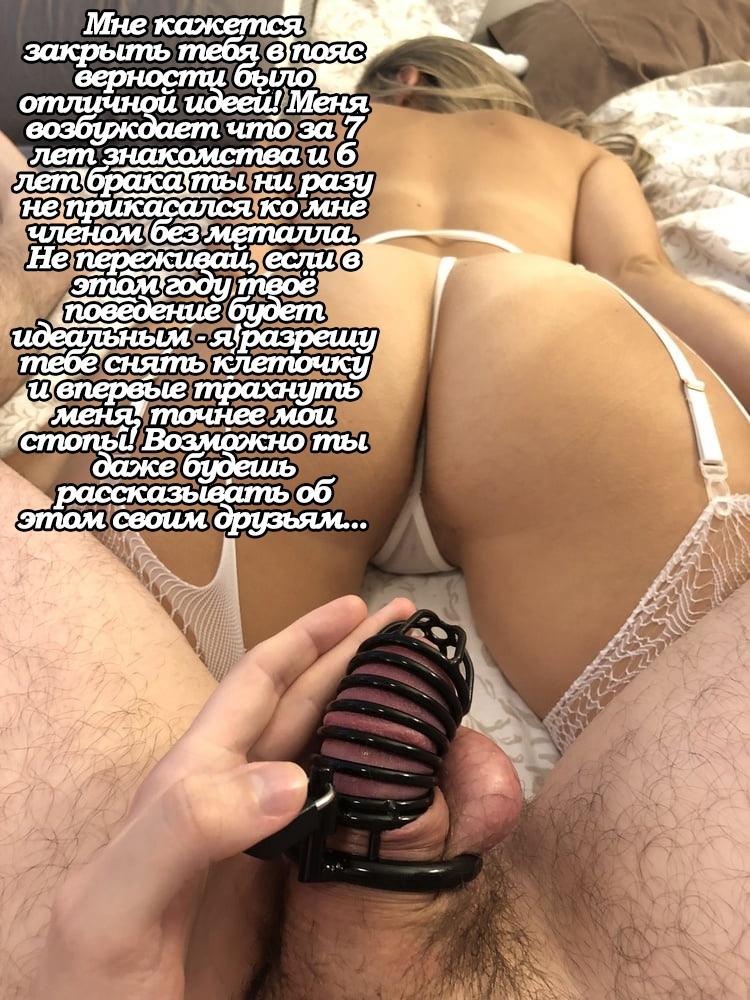 Мне кажется
закрыть тебя в пояс
верности было
отличной идеей! Меня
возбуждает что за 7
лет знакомства и 6
лет брака ты ни разу
не прикасался ко мне
членом без металла.
Не переживай, если в
этом году твоё
поведение будет
идеальным - я разрешу
тебе снять клеточку
и впервые трахнуть
меня, точнее мои
стопы! Возможно ты
даже будешь
рассказывать об
этом своим друзьям...